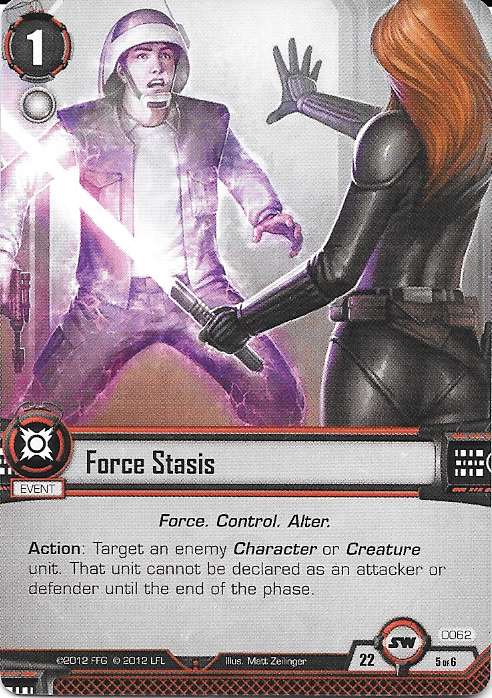 1
Force Stasis
EVENT
Force. Control. Alter.
Action: Target an enemy Character or Creature
unit. That unit cannot be declared as an attacker or
defender until the end of the phase.
©2012 FFG © 2012 LFL Illus. Matt Zeilinger 22 SW 0062
5 of 6